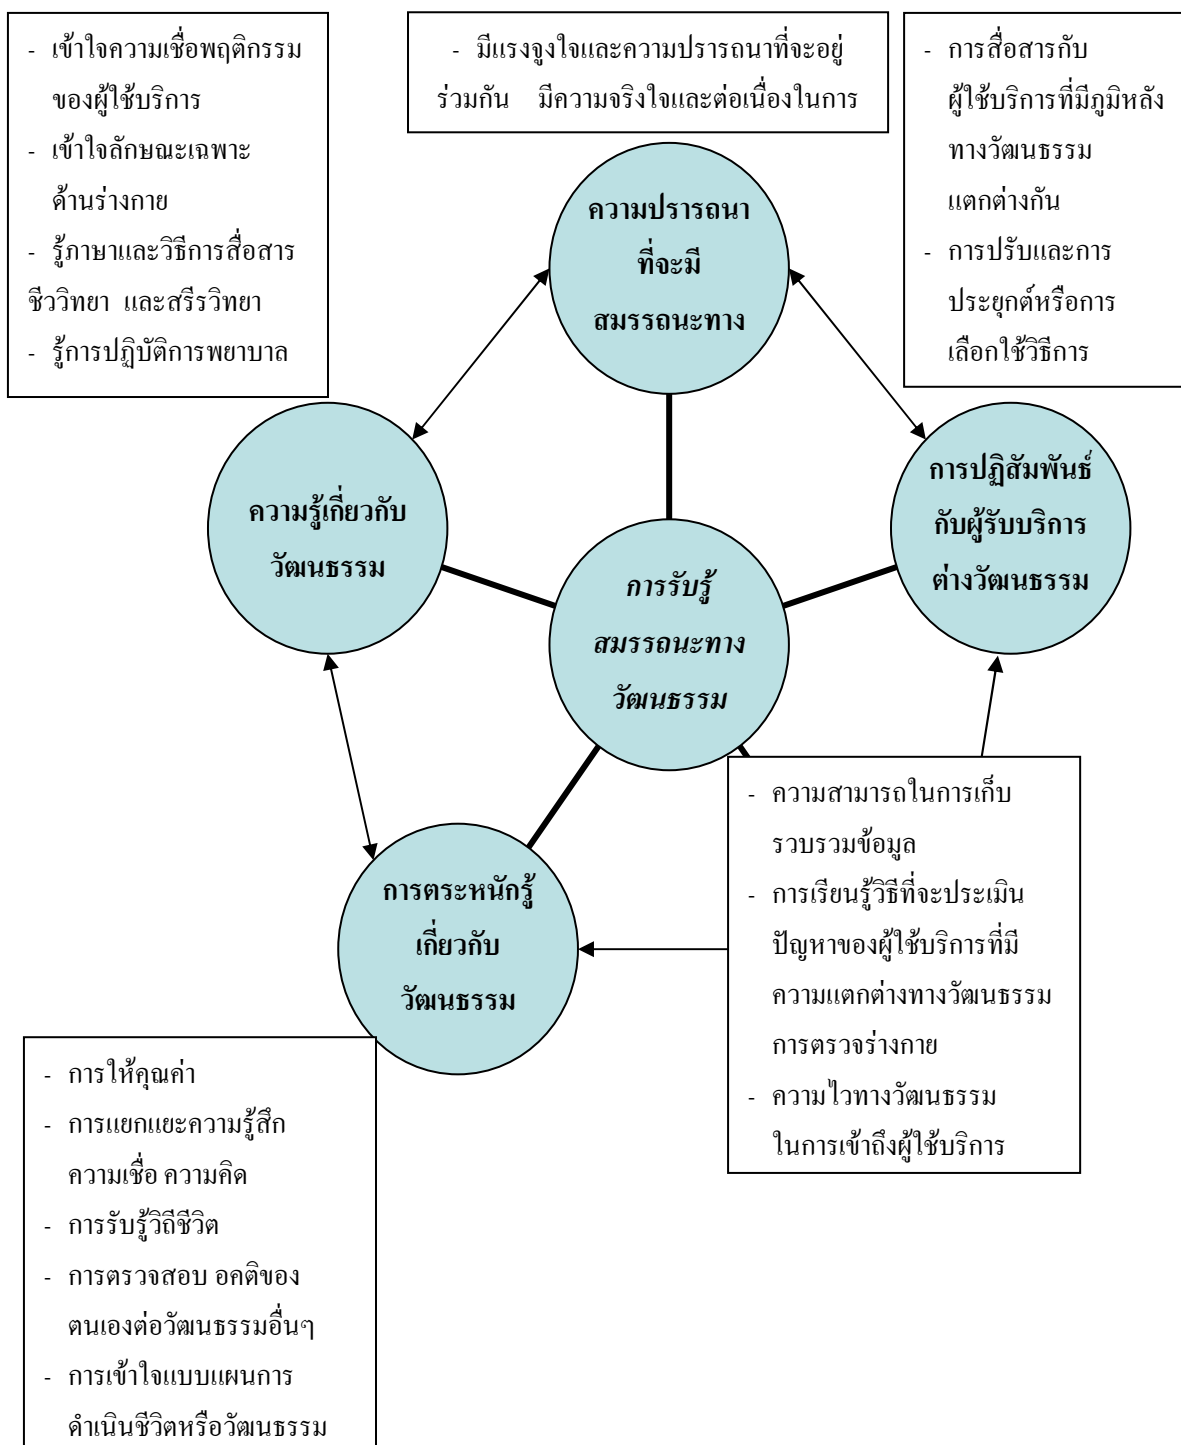 - เข้าใจความเชื่อพฤติกรรม
ของผู้ใช้บริการ
- เข้าใจลักษณะเฉพาะ
ด้านร่างกาย
- รู้ภาษาและวิธีการสื่อสาร
ชีววิทยา และสรีรวิทยา
- รู้การปฏิบัติการพยาบาล
- มีแรงจูงใจและความปรารถนาที่จะอยู่
ร่วมกัน มีความจริงใจและต่อเนื่องในการ
- การสื่อสารกับ
ผู้ใช้บริการที่มีภูมิหลัง
ทางวัฒนธรรม
แตกต่างกัน
- การปรับและการ
ประยุกต์หรือการ
เลือกใช้วิธีการ
ความปรารถนา
ที่จะมี
สมรรถนะทาง
ความรู้เกี่ยวกับ
วัฒนธรรม
การปฏิสัมพันธ์
กับผู้รับบริการ
ต่างวัฒนธรรม
การรับรู้
สมรรถนะทาง
วัฒนธรรม
การตระหนักรู้
เกี่ยวกับ
วัฒนธรรม
- ความสามารถในการเก็บ
รวบรวมข้อมูล
- การเรียนรู้วิธีที่จะประเมิน
ปัญหาของผู้ใช้บริการที่มี
ความแตกต่างทางวัฒนธรรม
การตรวจร่างกาย
- ความไวทางวัฒนธรรม
ในการเข้าถึงผู้ใช้บริการ
- การให้คุณค่า
- การแยกแยะความรู้สึก
ความเชื่อ ความคิด
- การรับรู้วิถีชีวิต
- การตรวจสอบ อคติของ
ตนเองต่อวัฒนธรรมอื่นๆ
- การเข้าใจแบบแผนการ
ดำเนินชีวิตหรือวัฒนธรรม